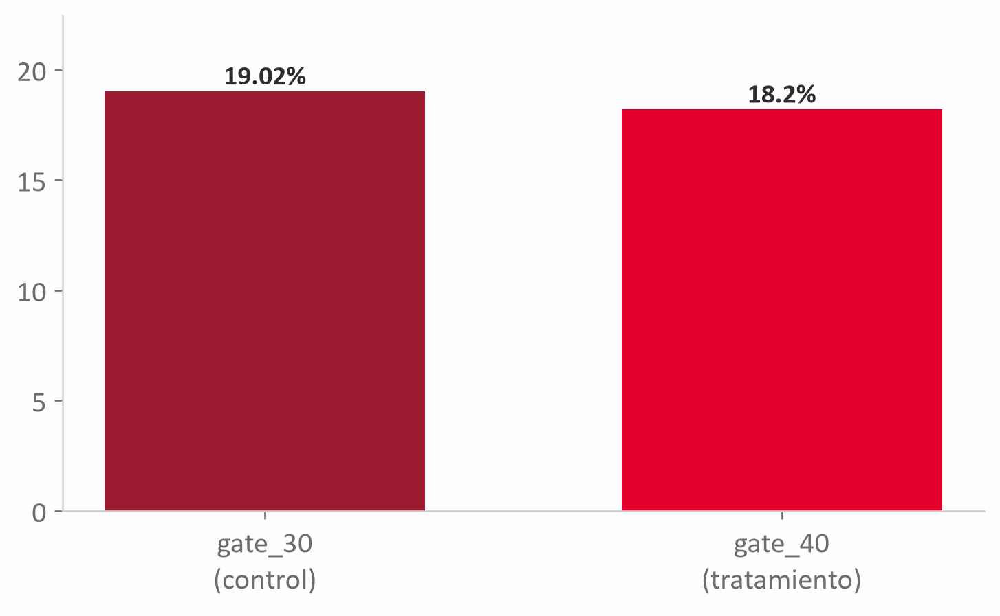 20
15
10
5
0
19.02%
18.2%
gate_30
(control)
gate_40
(tratamiento)